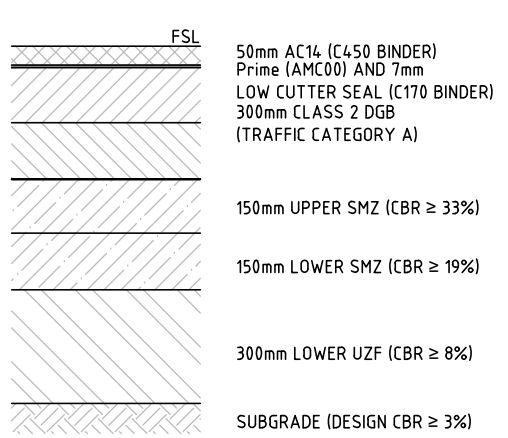 FSL
50mm AC14 (C450 BINDER)
Prime (AMC00) AND 7mm
LOW CUTTER SEAL (C170 BINDER)
300mm CLASS 2 DGB
(TRAFFIC CATEGORY A)
150mm UPPER SMZ (CBR ≥ 33%)
150mm LOWER SMZ (CBR ≥ 19%)
300mm LOWER UZF (CBR ≥ 8%)
SUBGRADE (DESIGN CBR ≥ 3%)